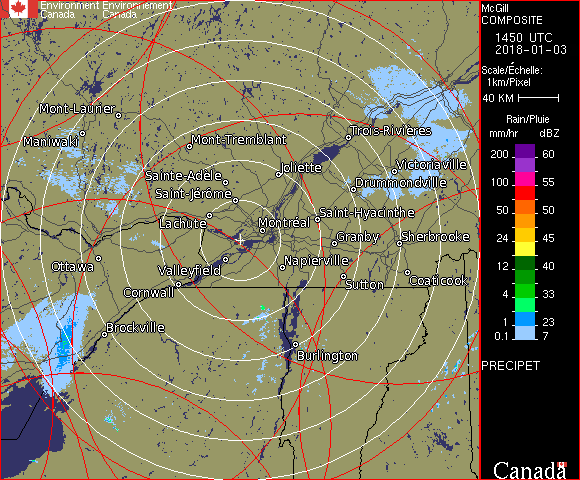 Environment Environnement
Canada Canada
McGill
COMPOSITE
1450 UTC
2018-01-03
Scale/Échelle:
1km/Pixel
40 KM
Rain/Pluie
mm/hr dBZ
200 60
150 57
100 55
50 50
24 45
12 40
4 33
1 23
0.1 7
PRECIPET
Canada
Mont-Laurier
Maniwaki
Mont-Tremblant
Trois-Rivières
Sainte-Adèle
Joliette
Victoriaville
Saint-Jérôme
Drummondville
Lachute
Saint-Hyacinthe
Montréal
Granby
Sherbrooke
Ottawa
Valleyfield
Napierville
Cornwall
Sutton
Coaticook
Brockville
Burlington